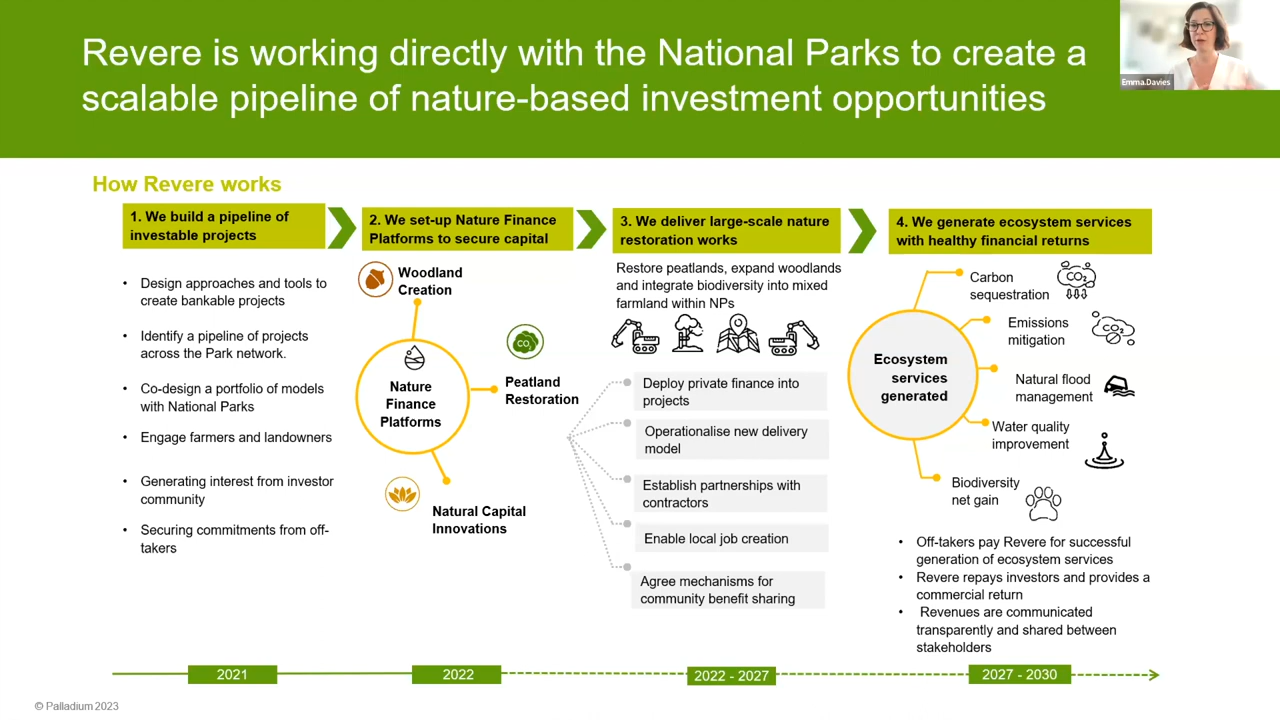 Revere is working directly with the National Parks to create a
scalable pipeline of nature-based investment opportunities
Emma.Davies
How Revere works
1. We build a pipeline of
investable projects
• Design approaches and tools to
create bankable projects
• Identify a pipeline of projects
across the Park network.
• Co-design a portfolio of models
with National Parks
• Engage farmers and landowners
• Generating interest from investor
community
• Securing commitments from off-
takers
2. We set-up Nature Finance
Platforms to secure capital
Woodland
Creation
CO2
Peatland
Restoration
Nature
Finance
Platforms
Natural Capital
Innovations
3. We deliver large-scale nature
restoration works
Restore peatlands, expand woodlands
and integrate biodiversity into mixed
farmland within NPs
Deploy private finance into
projects
Operationalise new delivery
model
Establish partnerships with
contractors
Enable local job creation
Agree mechanisms for
community benefit sharing
4. We generate ecosystem services
with healthy financial returns
Ecosystem
services
generated
Carbon
sequestration
CO2
Emissions
mitigation
CO2
Natural flood
management
Water quality
improvement
Biodiversity
net gain
• Off-takers pay Revere for successful
generation of ecosystem services
• Revere repays investors and provides a
commercial return
• Revenues are communicated
transparently and shared between
stakeholders
2021
2022
2022 - 2027
2027 - 2030
© Palladium 2023